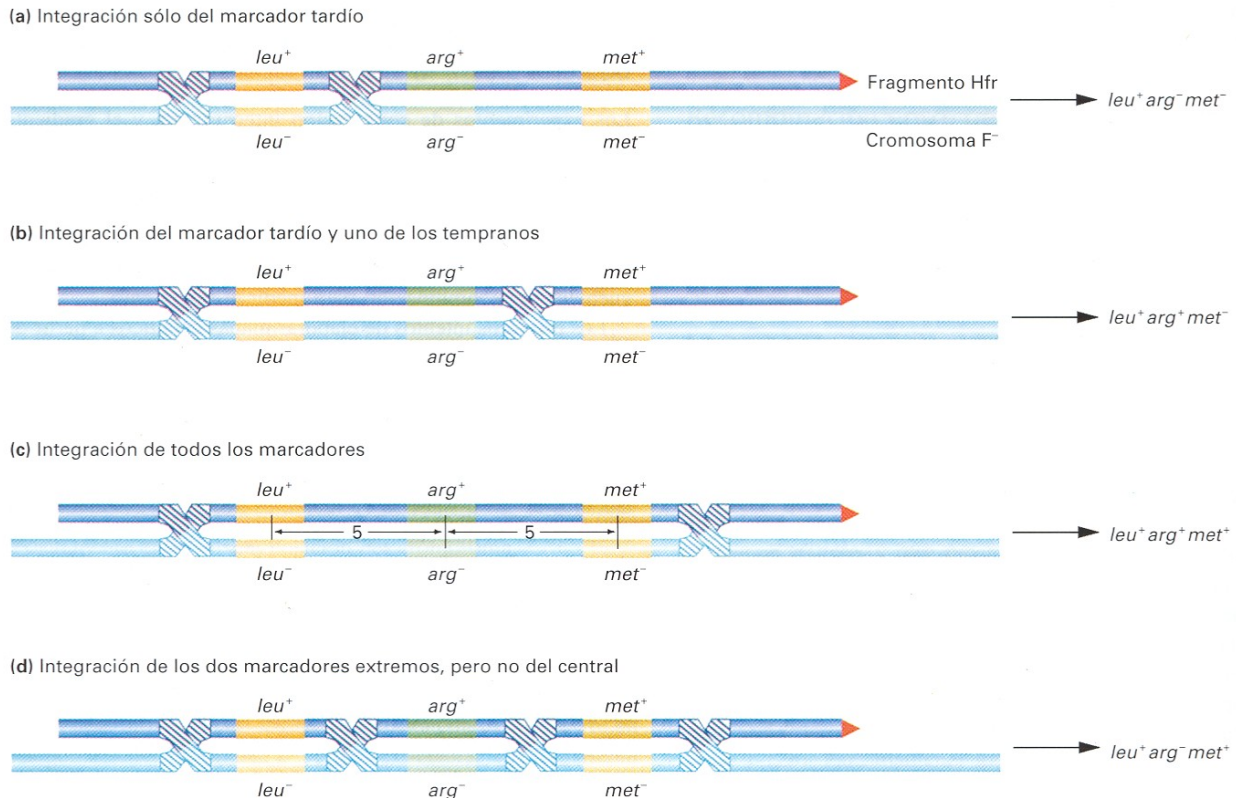 (a) Integración sólo del marcador tardío
leu⁺ arg⁺ met⁺
Fragmento Hfr
leu⁺ arg⁻ met⁻
leu⁻ arg⁻ met⁻
Cromosoma F⁻
(b) Integración del marcador tardío y uno de los tempranos
leu⁺ arg⁺ met⁺
leu⁺ arg⁺ met⁻
leu⁻ arg⁻ met⁻
(c) Integración de todos los marcadores
leu⁺ arg⁺ met⁺
5 5
leu⁺ arg⁺ met⁺
leu⁻ arg⁻ met⁻
(d) Integración de los dos marcadores extremos, pero no del central
leu⁺ arg⁺ met⁺
leu⁺ arg⁻ met⁺
leu⁻ arg⁻ met⁻